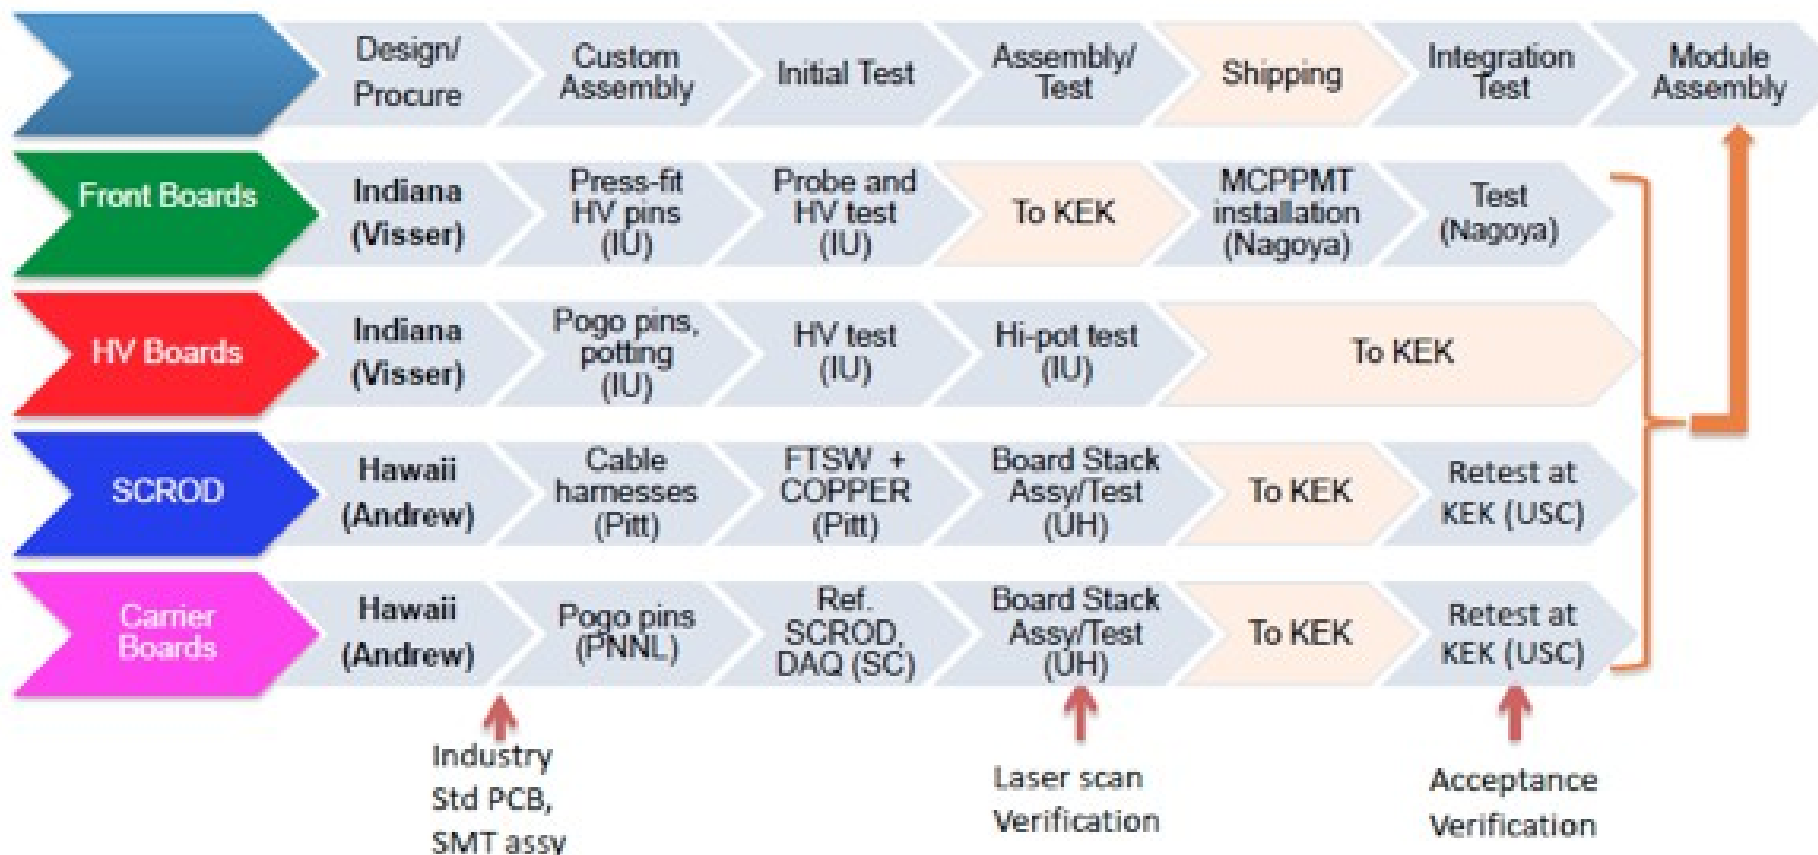 Design/
Procure
Custom
Assembly
Initial Test
Assembly/
Test
Shipping
Integration
Test
Module
Assembly
Front Boards
Indiana
(Visser)
Press-fit
HV pins
(IU)
Probe and
HV test
(IU)
To KEK
MCPPMT
installation
(Nagoya)
Test
(Nagoya)
HV Boards
Indiana
(Visser)
Pogo pins,
potting
(IU)
HV test
(IU)
Hi-pot test
(IU)
To KEK
SCROD
Hawaii
(Andrew)
Cable
harnesses
(Pitt)
FTSW +
COPPER
(Pitt)
Board Stack
Assy/Test
(UH)
To KEK
Retest at
KEK (USC)
Carrier
Boards
Hawaii
(Andrew)
Pogo pins
(PNNL)
Ref.
SCROD,
DAQ (SC)
Board Stack
Assy/Test
(UH)
To KEK
Retest at
KEK (USC)
Industry
Std PCB,
SMT assy
Laser scan
Verification
Acceptance
Verification